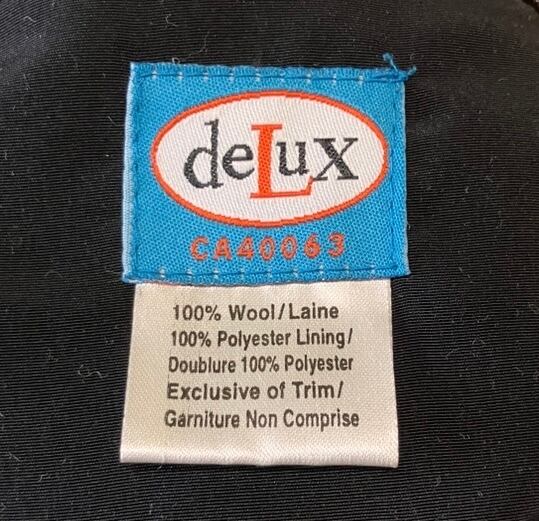 deLux
CA40063
100% Wool/Laine
100% Polyester Lining/
Doublure 100% Polyester
Exclusive of Trim/
Garniture Non Comprise